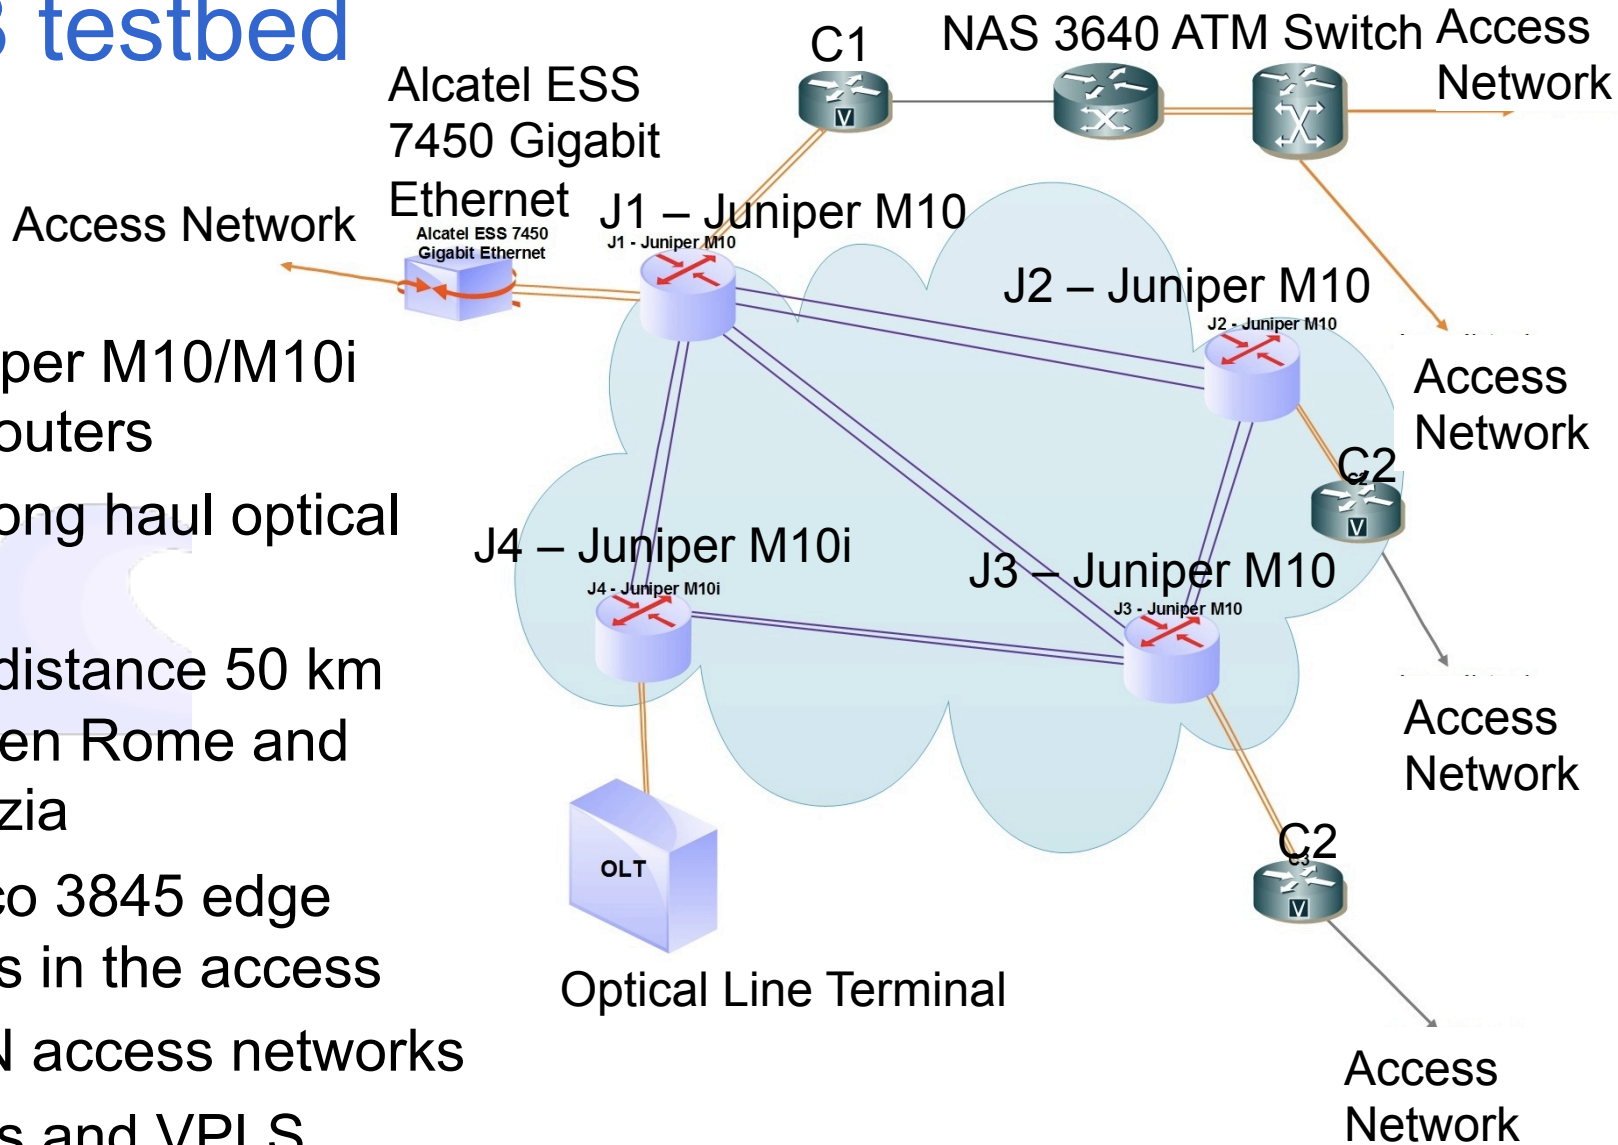 3 testbed
C1
NAS 3640
ATM Switch
Access
Network
Alcatel ESS
7450 Gigabit
Ethernet
Alcatel ESS 7450
Gigabit Ethernet
Access Network
J1 – Juniper M10
J1 - Juniper M10
J2 – Juniper M10
J2 - Juniper M10
Access
Network
C2
C2
V
V
J4 – Juniper M10i
J4 - Juniper M10i
J3 – Juniper M10
J3 - Juniper M10
Access
Network
C2
C3
V
OLT
Optical Line Terminal
Access
Network
per M10/M10i
outers
ong haul optical
distance 50 km
en Rome and
zia
co 3845 edge
s in the access
N access networks
s and VPLS